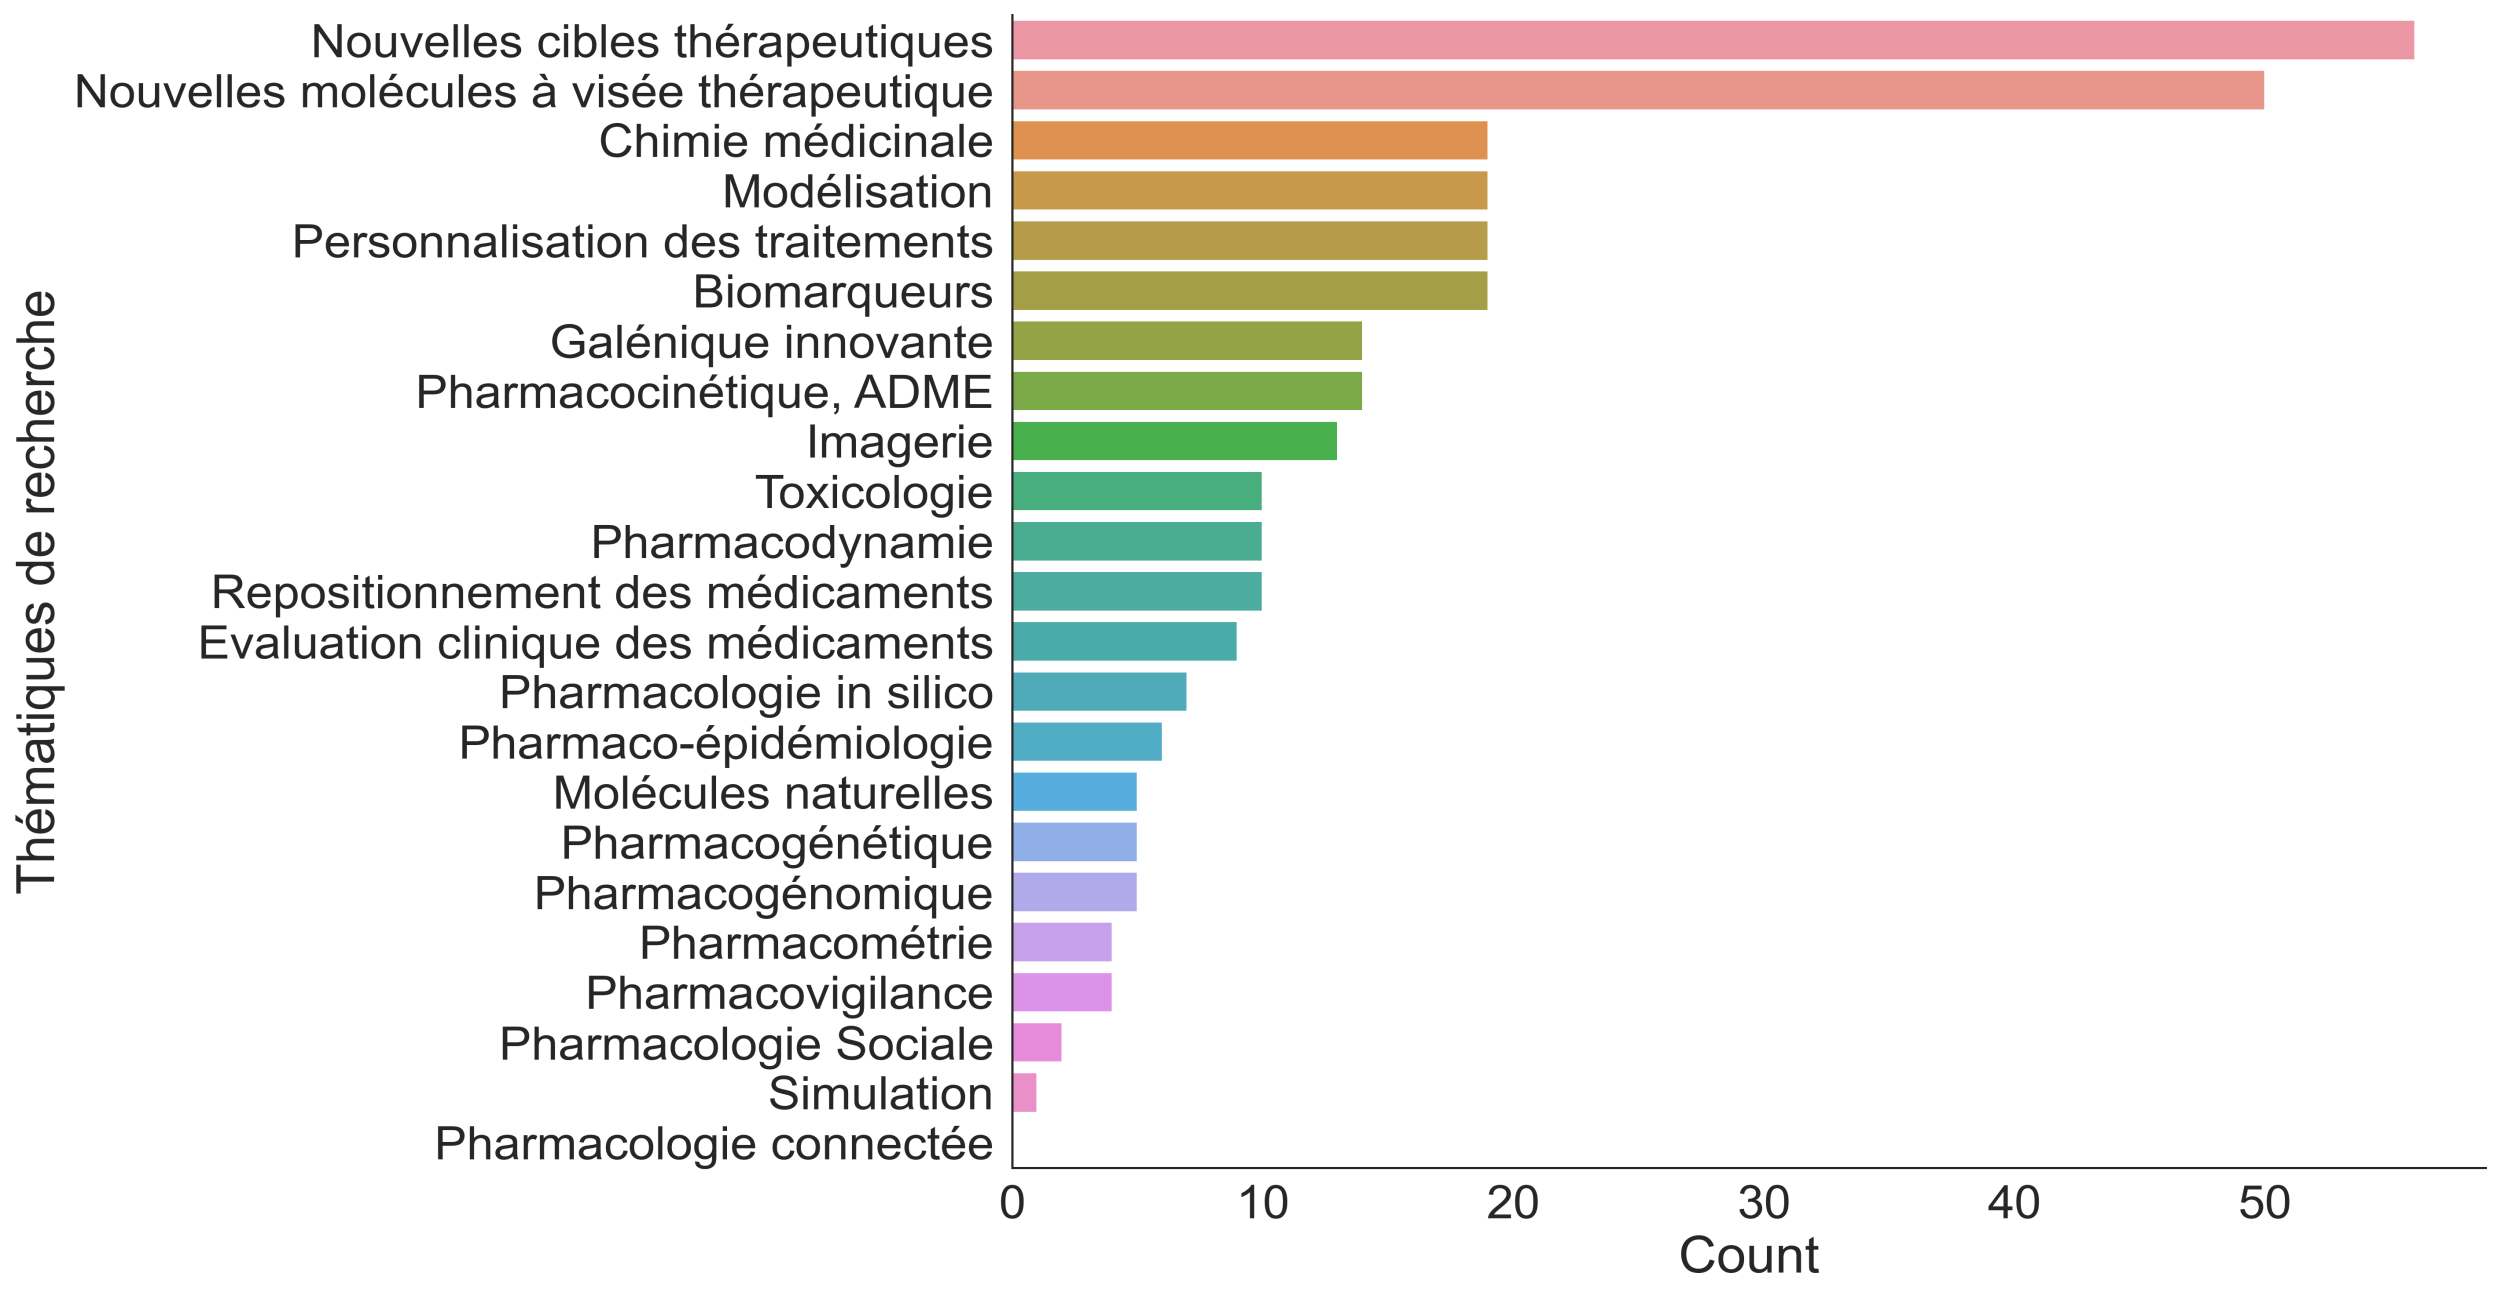 Nouvelles cibles thérapeutiques
Nouvelles molécules à visée thérapeutique
Chimie médicinale
Modélisation
Personnalisation des traitements
Biomarqueurs
Galénique innovante
Pharmacocinétique, ADME
Imagerie
Toxicologie
Pharmacodynamie
Repositionnement des médicaments
Evaluation clinique des médicaments
Pharmacologie in silico
Pharmaco-épidémiologie
Molécules naturelles
Pharmacogénétique
Pharmacogénomique
Pharmacométrie
Pharmacovigilance
Pharmacologie Sociale
Simulation
Pharmacologie connectée
Thématiques de recherche
0 10 20 30 40 50
Count